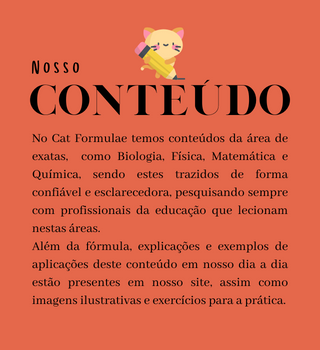 Nosso
CONTEÚDO
No Cat Formulae temos conteúdos da área de
exatas, como Biologia, Física, Matemática e
Química, sendo estes trazidos de forma
confiável e esclarecedora, pesquisando sempre
com profissionais da educação que lecionam
nestas áreas.
Além da fórmula, explicações e exemplos de
aplicações deste conteúdo em nosso dia a dia
estão presentes em nosso site, assim como
imagens ilustrativas e exercícios para a prática.